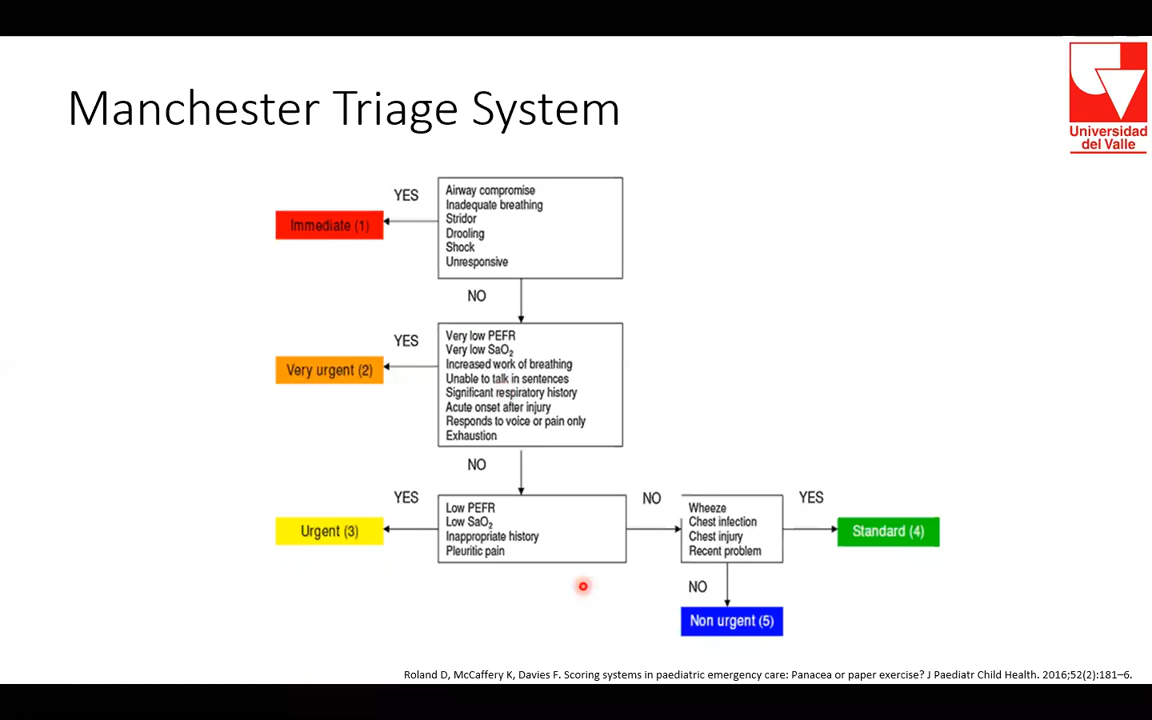 Manchester Triage System
Universidad
del Valle
YES
Airway compromise
Inadequate breathing
Stridor
Drooling
Shock
Unresponsive
Immediate (1)
NO
YES
Very low PEFR
Very low SaO2
Increased work of breathing
Unable to talk in sentences
Significant respiratory history
Acute onset after injury
Responds to voice or pain only
Exhaustion
Very urgent (2)
NO
YES
Low PEFR
Low SaO2
Inappropriate history
Pleuritic pain
Urgent (3)
NO
Wheeze
Chest infection
Chest injury
Recent problem
YES
Standard (4)
NO
Non urgent (5)
Roland D, McCaffery K, Davies F. Scoring systems in paediatric emergency care: Panacea or paper exercise? J Paediatr Child Health. 2016;52(2):181–6.